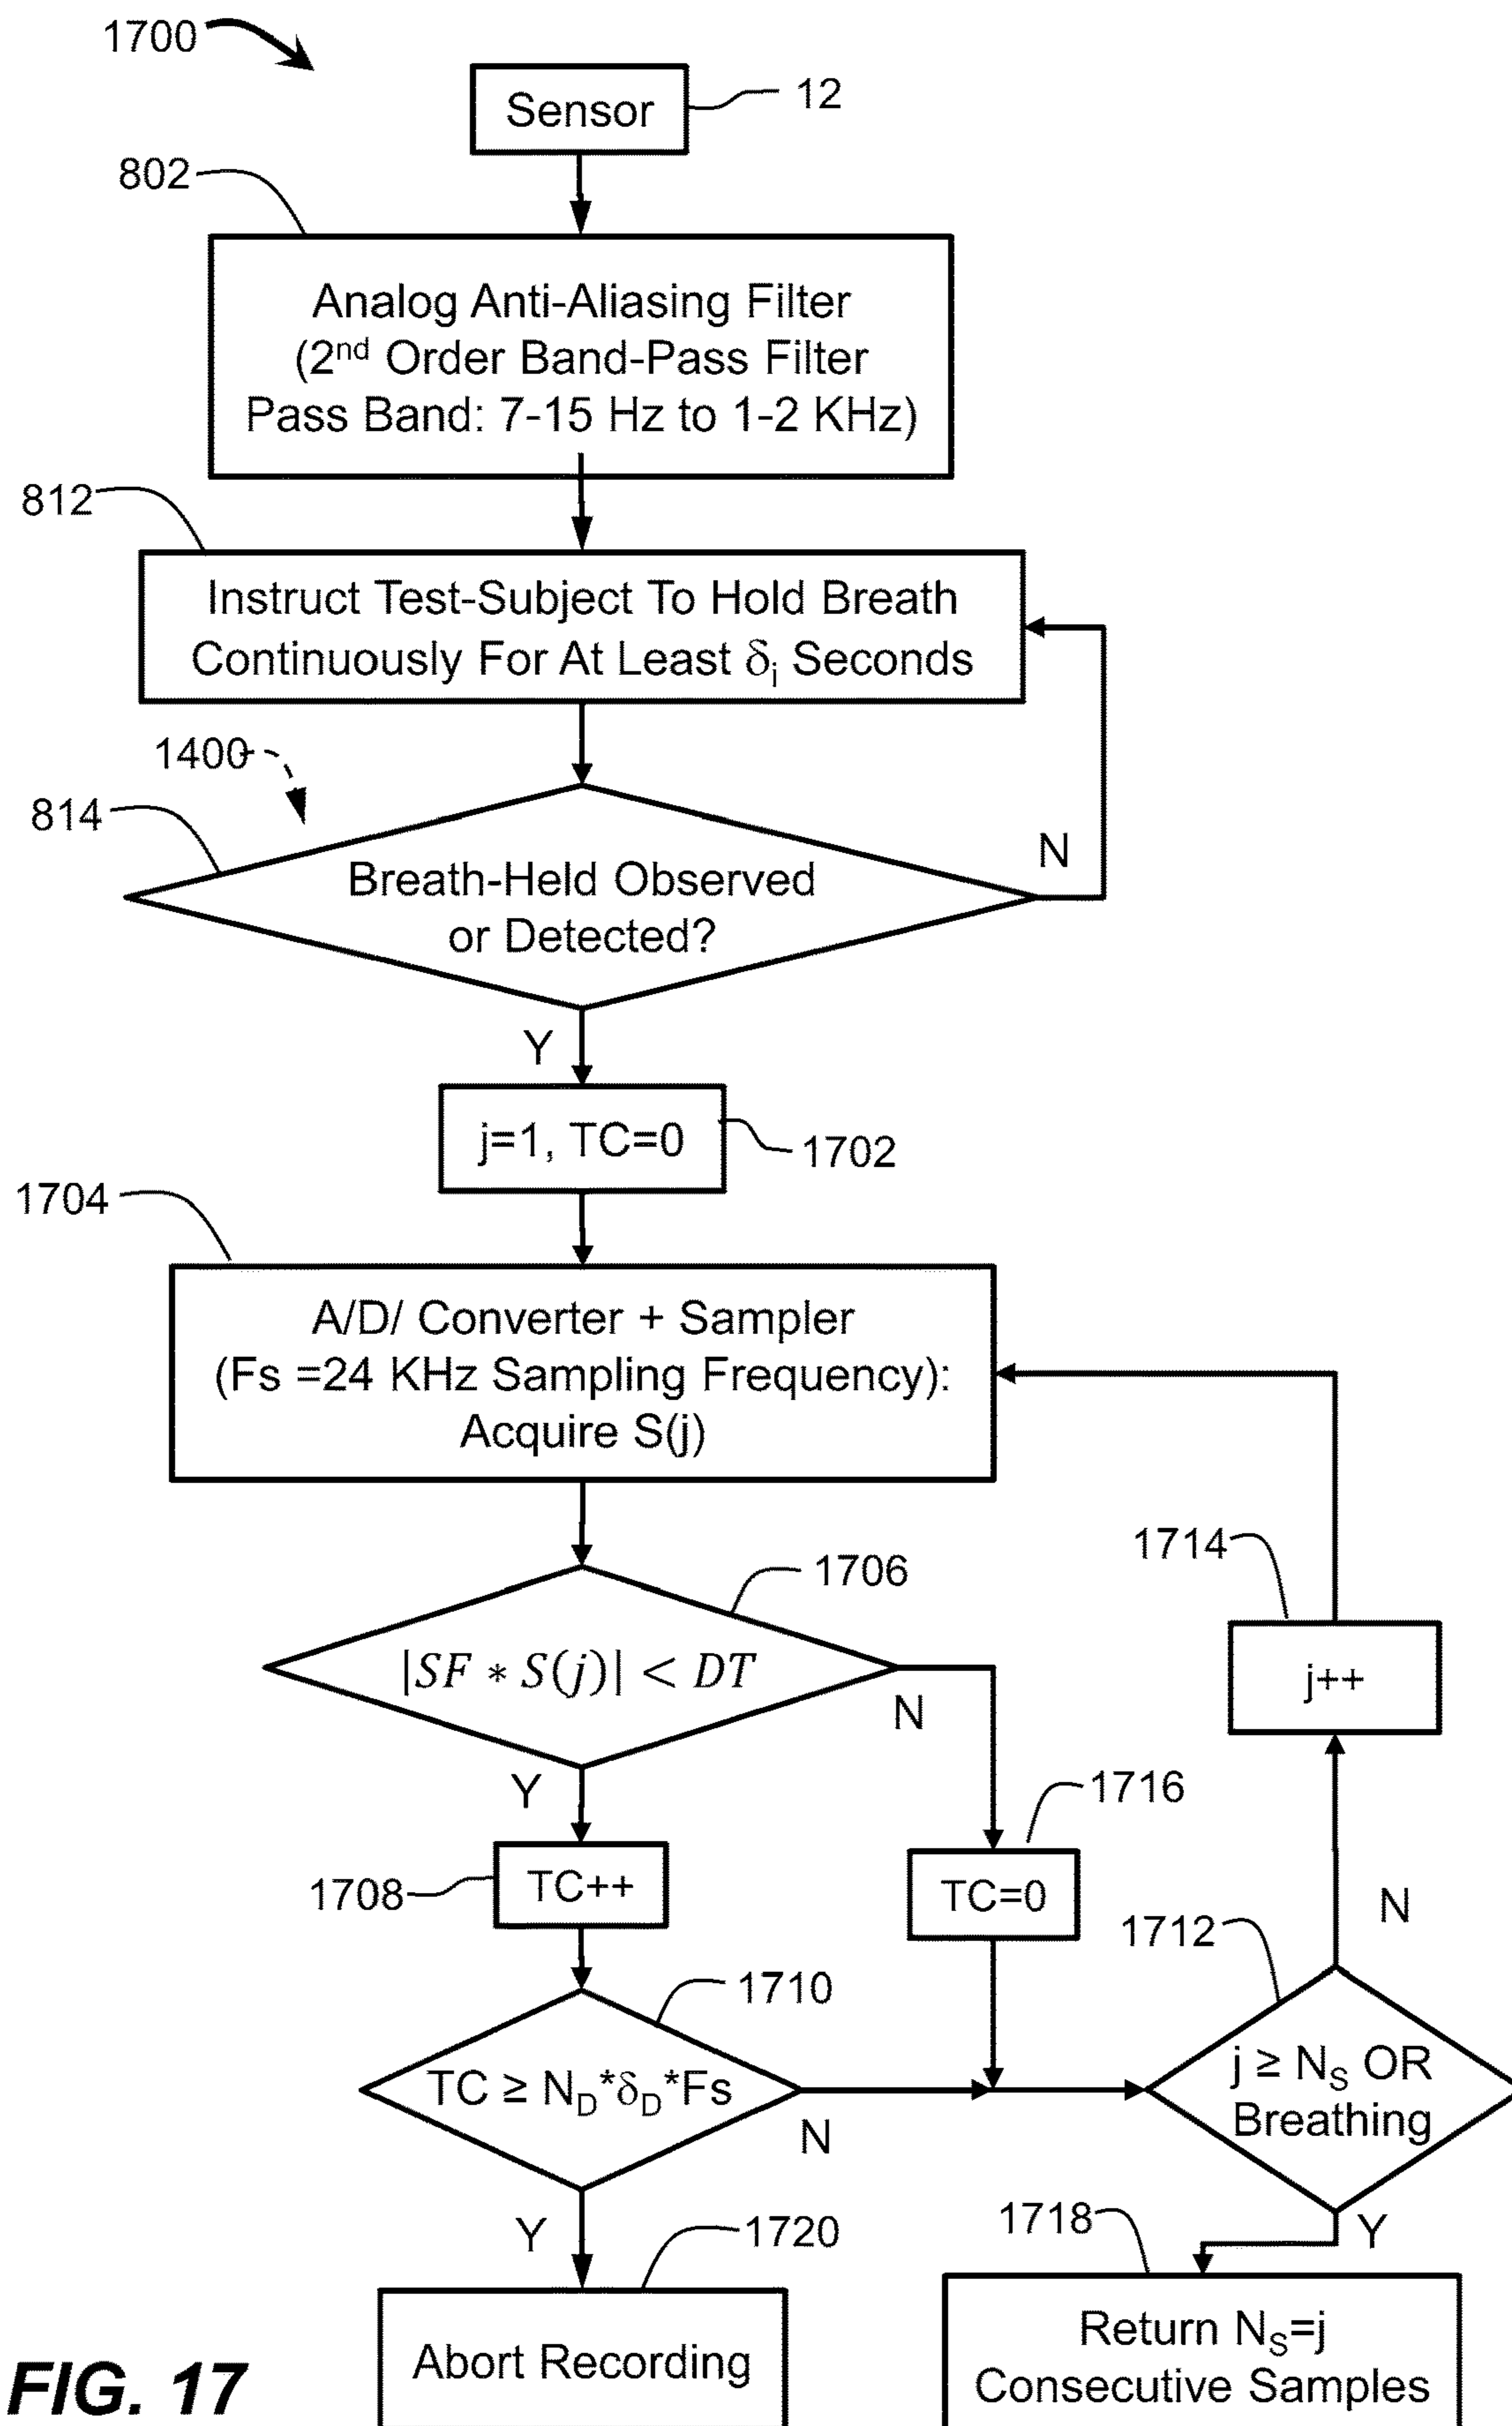 1700
Sensor
12
802
Analog Anti-Aliasing Filter
(2nd Order Band-Pass Filter
Pass Band: 7-15 Hz to 1-2 KHz)
812
Instruct Test-Subject To Hold Breath
Continuously For At Least δi Seconds
1400
814
Breath-Held Observed
or Detected?
N
Y
j=1, TC=0
1702
1704
A/D/ Converter + Sampler
(Fs =24 KHz Sampling Frequency):
Acquire S(j)
1706
|SF * S(j)| < DT
N
Y
1714
j++
1708
TC++
1716
TC=0
N
1712
1710
TC ≥ ND*δD*Fs
N
j ≥ NS OR
Breathing
Y
Y
1720
Abort Recording
1718
Return NS=j
Consecutive Samples
FIG. 17